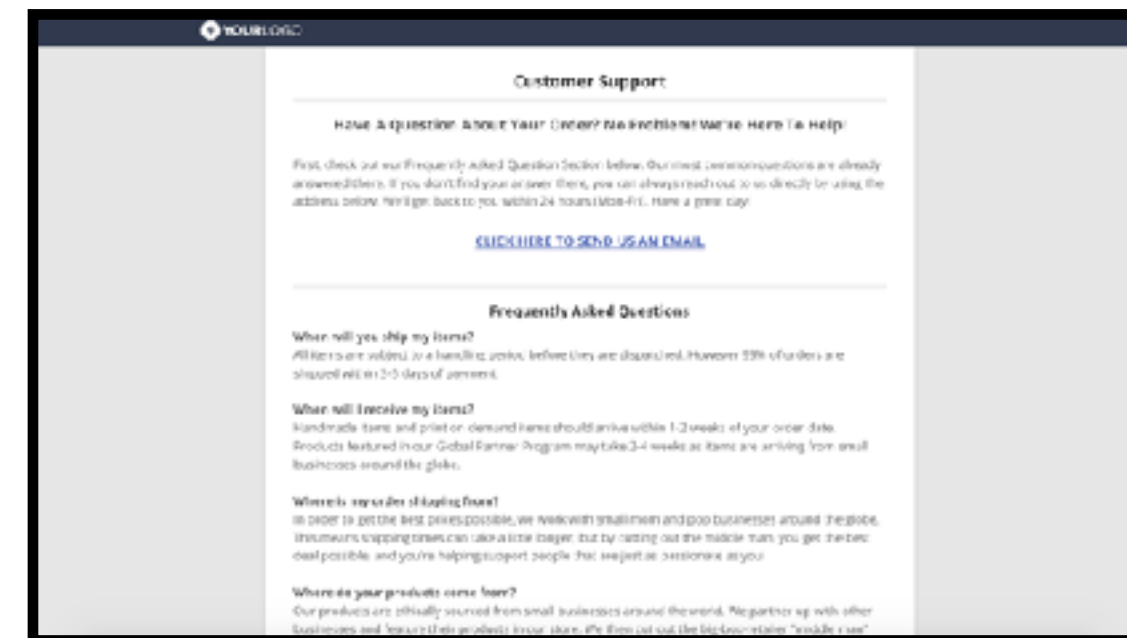 YOURLOGO
Customer Support
Have A Question About Your Order? No Problem! We're Here To Help!
First, check out our Frequently Asked Question Section below. Our most common questions are already
answered there. If you don't find your answer there, you can always reach out to us directly by using the
address below. We'll get back to you within 24 hours (Mon-Fri). Have a great day!
CLICK HERE TO SEND US AN EMAIL
Frequently Asked Questions
When will you ship my items?
All items are subject to a handling period before they are dispatched. However 99% of orders are
shipped within 3-5 days of payment.
When will I receive my items?
Handmade items and print on demand items should arrive within 1-2 weeks of your order date.
Products featured in our Global Partner Program may take 2-4 weeks as items are arriving from small
businesses around the globe.
Where is my order shipping from?
In order to get the best prices possible, we work with small mom and pop businesses around the globe.
This means shipping times can take a little longer, but by cutting out the middle man, you get the best
deal possible, and you're helping support people that are just as passionate as you.
Where do your products come from?
Our products are ethically sourced from small businesses around the world. We partner up with other
businesses and feature their products in our store. We then cut out the big-box-retailer "middle man"